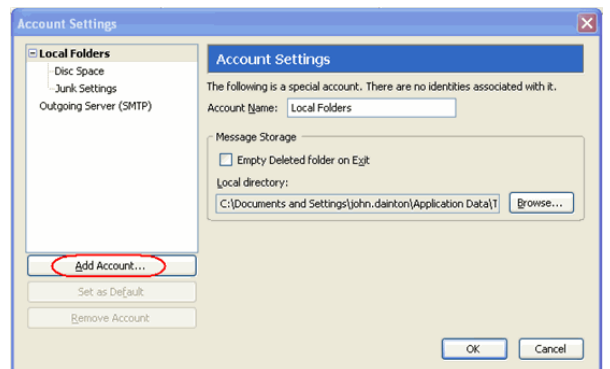 Account Settings
Local Folders
Disc Space
Junk Settings
Outgoing Server (SMTP)
Add Account...
Set as Default
Remove Account
Account Settings
The following is a special account. There are no identities associated with it.
Account Name: Local Folders
Message Storage
Empty Deleted folder on Exit
Local directory:
C:\Documents and Settings\john.dainton\Application Data\T Browse...
OK Cancel